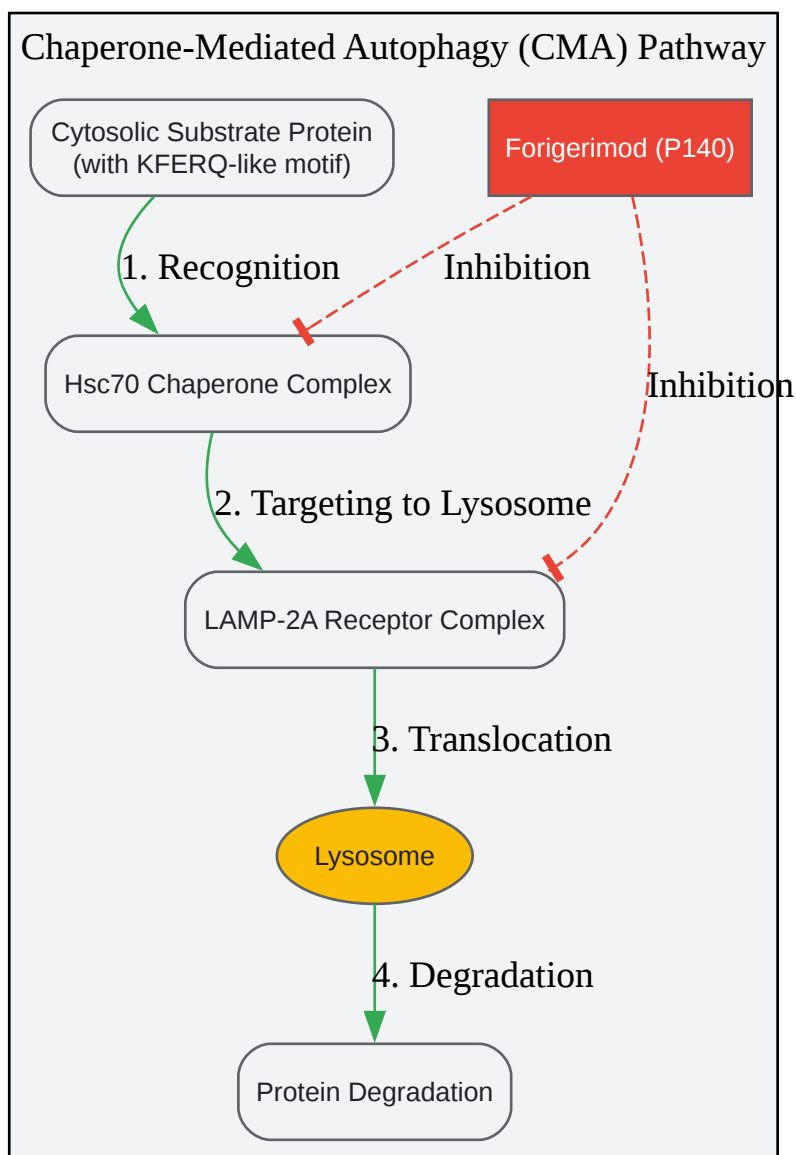 Chaperone-Mediated Autophagy (CMA) Pathway
Cytosolic Substrate Protein
(with KFERQ-like motif)
Forigerimod (P140)
1. Recognition
Inhibition
Hsc70 Chaperone Complex
Inhibition
2. Targeting to Lysosome
LAMP-2A Receptor Complex
3. Translocation
Lysosome
4. Degradation
Protein Degradation